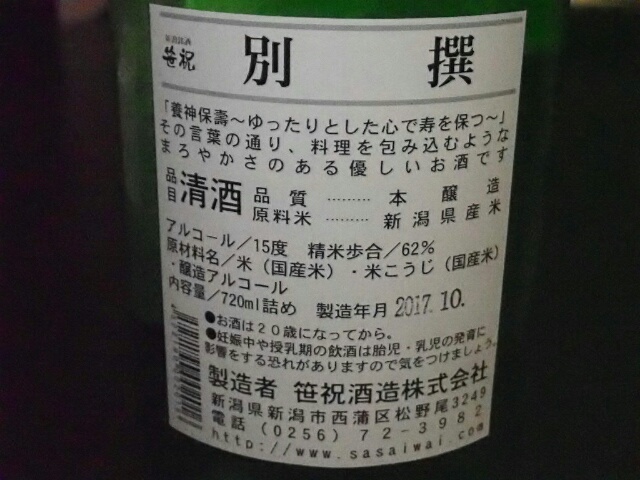 新潟銘酒
笹祝
別撰
「養神保壽～ゆったりとした心で寿を保つ～」
その言葉の通り、料理を包み込むような
まろやかさのある優しいお酒です
品目 清酒 品質………本醸造
原料米………新潟県産米
アルコール／15度 精米歩合／62%
原材料名／米（国産米）・米こうじ（国産米）
・醸造アルコール
内容量／720ml詰め 製造年月 2017.10.
●お酒は20歳になってから。
●妊娠中や授乳期の飲酒は胎児・乳児の発育に
影響をする恐れがありますので気をつけましょう。
製造者 笹祝酒造株式会社
新潟県新潟市西蒲区松野尾3249
電話（0256）72-3982
http://www.sasaiwai.com